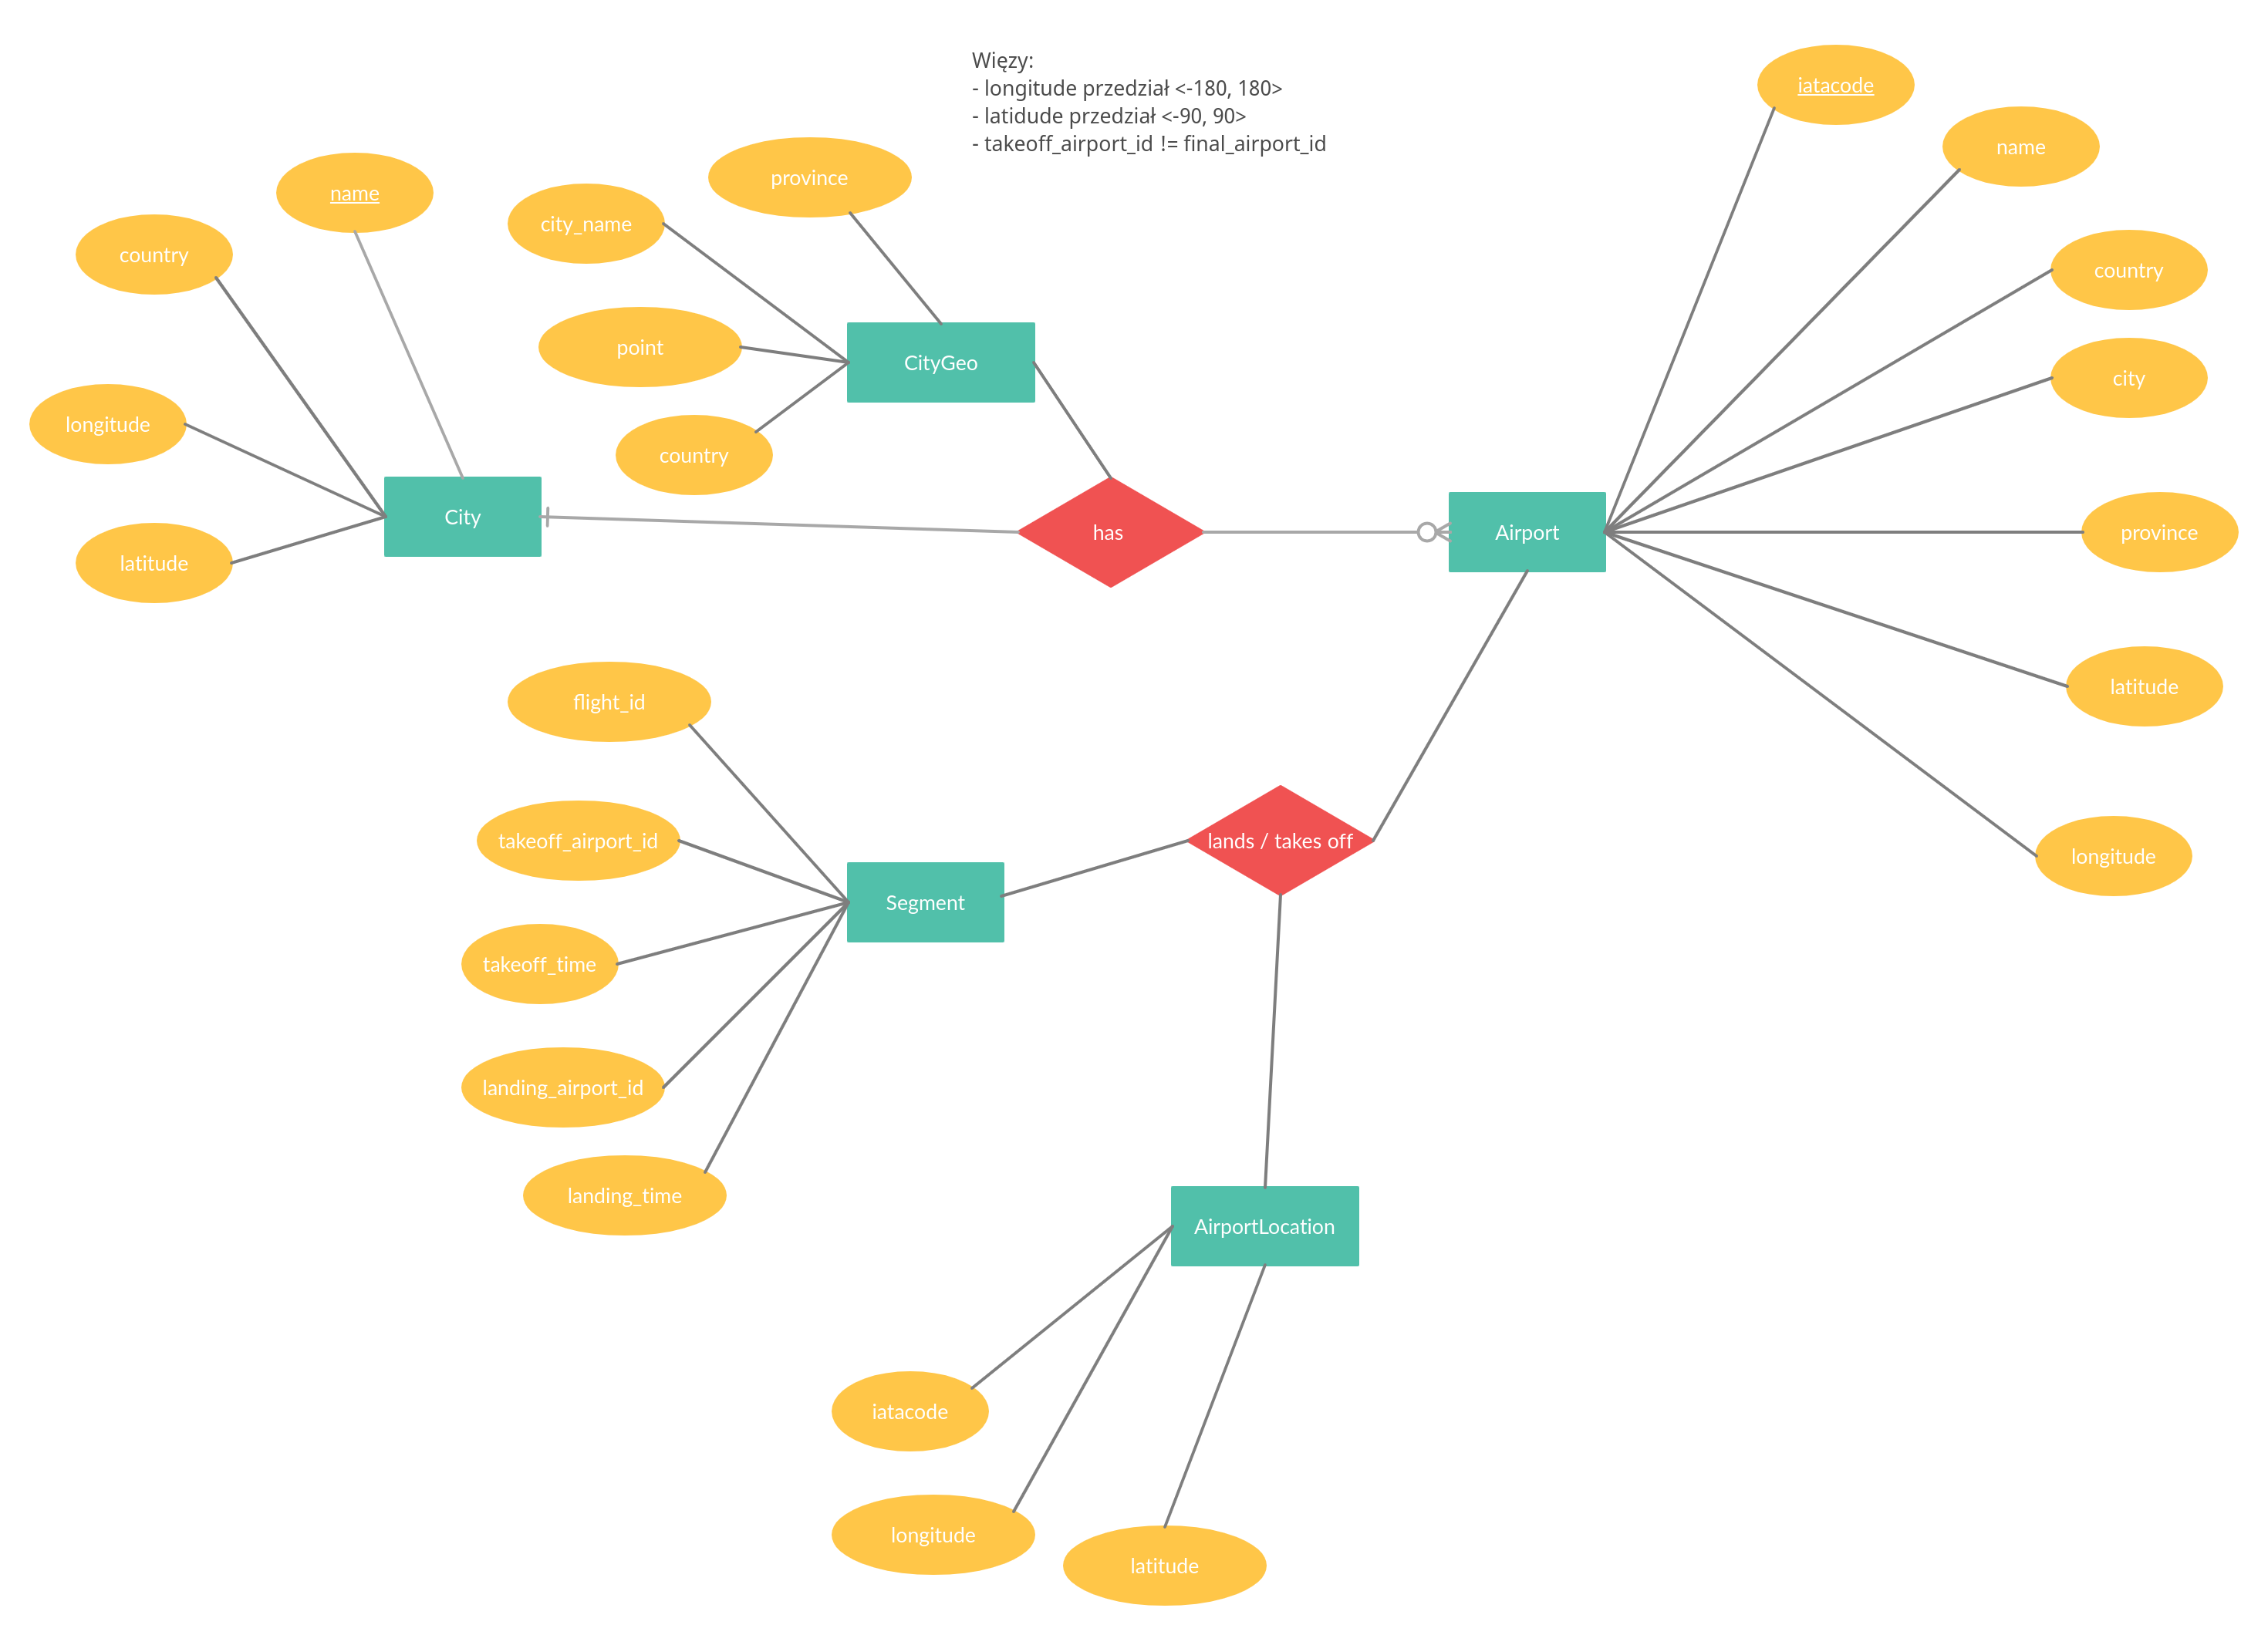 Więzy:
- longitude przedział <-180, 180>
- latidude przedział <-90, 90>
- takeoff_airport_id != final_airport_id
iatacode
name
province
name
city_name
country
country
point
city
CityGeo
longitude
country
City
has
Airport
province
latitude
latitude
flight_id
takeoff_airport_id
lands / takes off
longitude
Segment
takeoff_time
landing_airport_id
landing_time
AirportLocation
iatacode
longitude
latitude